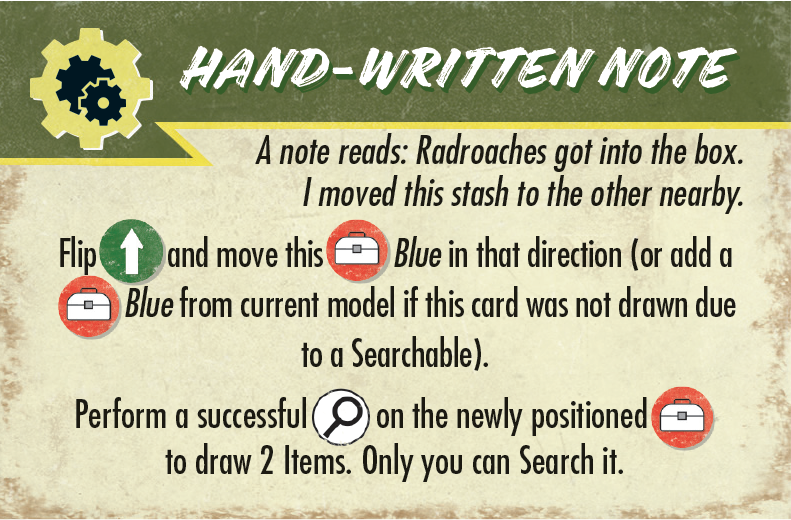 HAND-WRITTEN NOTE
A note reads: Radroaches got into the box.
I moved this stash to the other nearby.
Flip and move this Blue in that direction (or add a
Blue from current model if this card was not drawn due
to a Searchable).
Perform a successful on the newly positioned
to draw 2 Items. Only you can Search it.